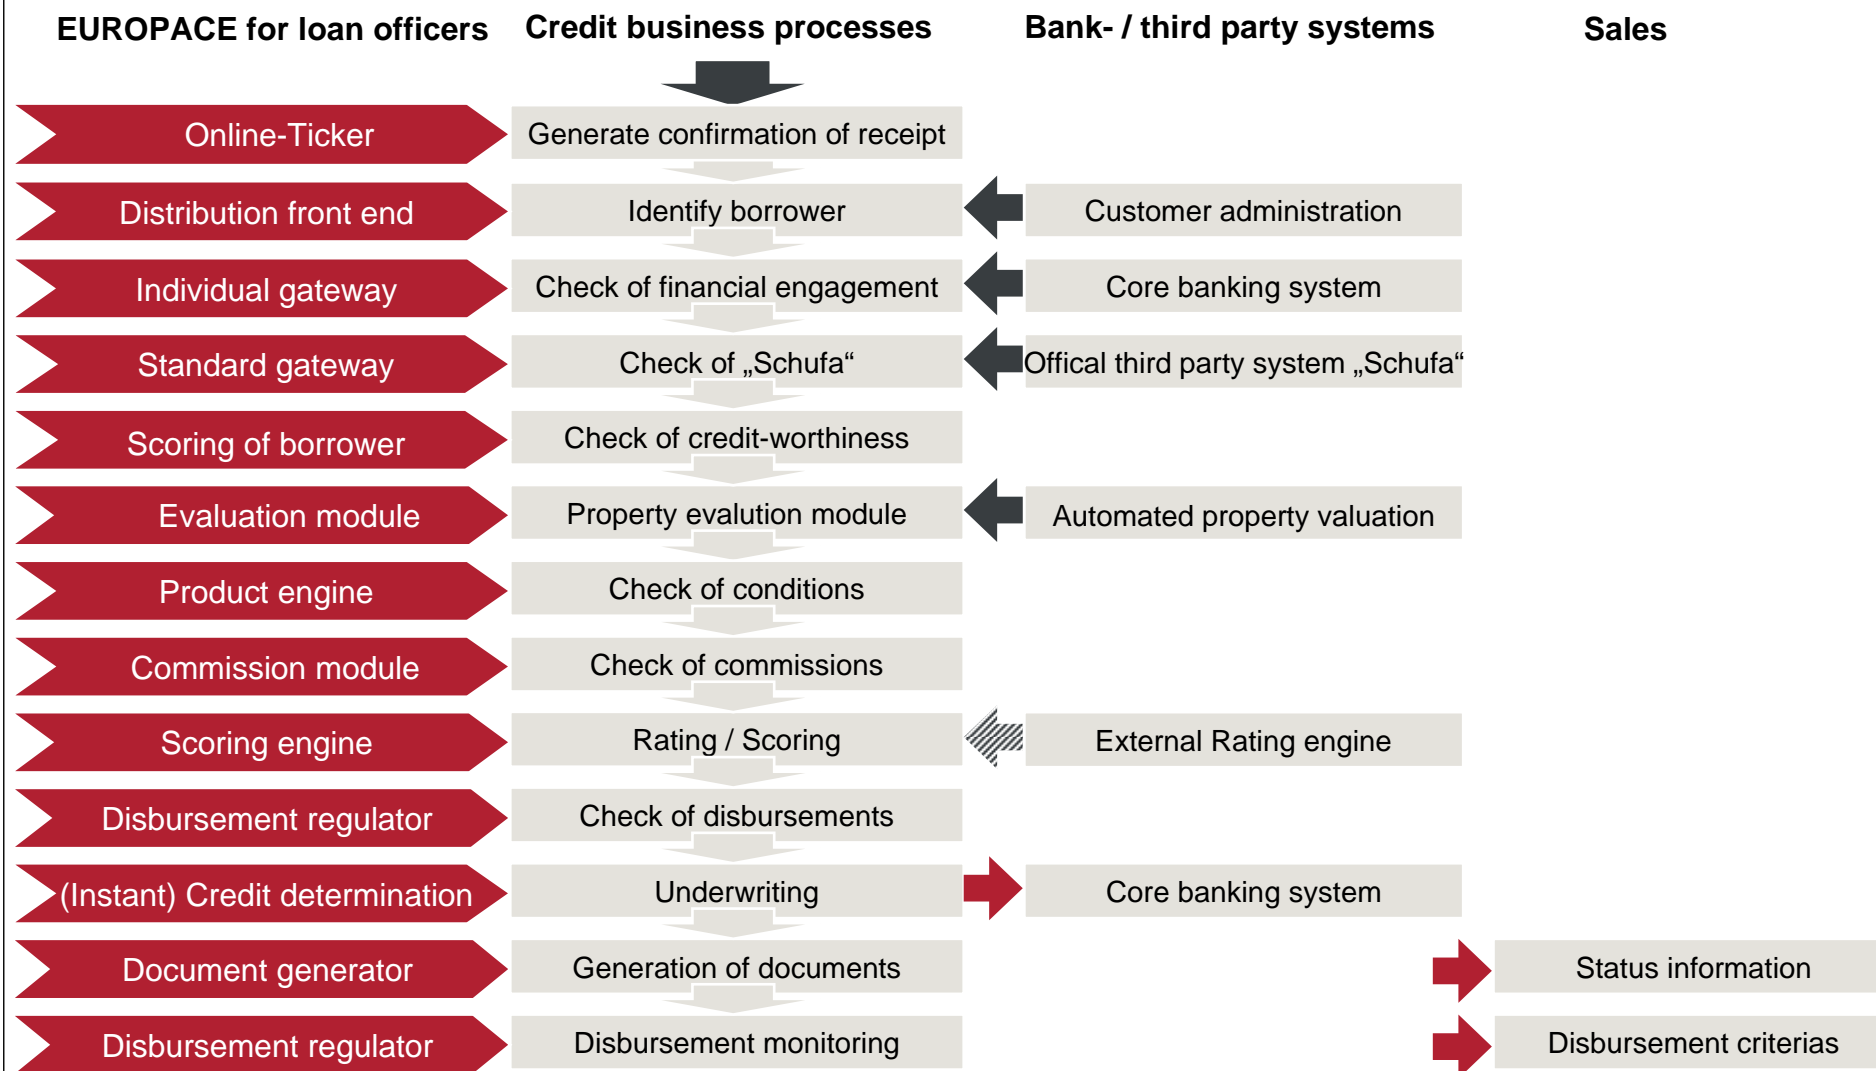 EUROPACE for loan officers
Credit business processes
Bank- / third party systems
Sales
Online-Ticker
Generate confirmation of receipt
Distribution front end
Identify borrower
Customer administration
Individual gateway
Check of financial engagement
Core banking system
Standard gateway
Check of „Schufa“
Offical third party system „Schufa“
Scoring of borrower
Check of credit-worthiness
Evaluation module
Property evalution module
Automated property valuation
Product engine
Check of conditions
Commission module
Check of commissions
Scoring engine
Rating / Scoring
External Rating engine
Disbursement regulator
Check of disbursements
(Instant) Credit determination
Underwriting
Core banking system
Document generator
Generation of documents
Status information
Disbursement regulator
Disbursement monitoring
Disbursement criterias